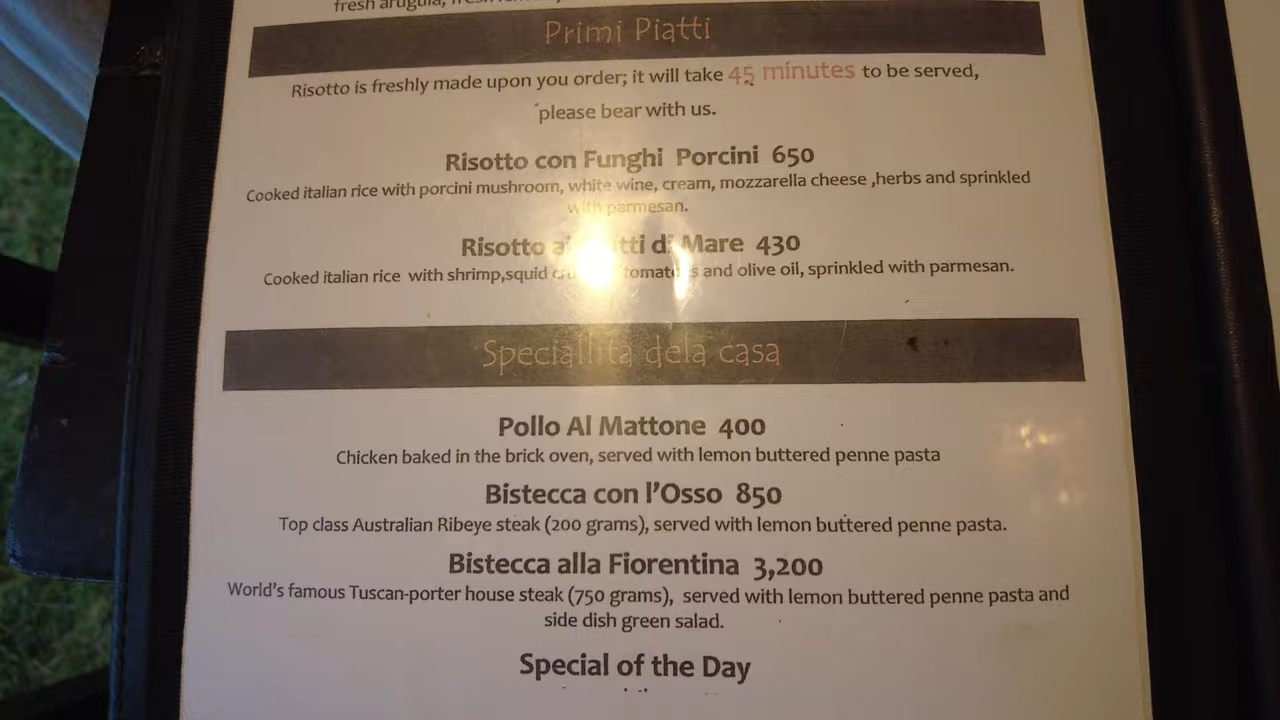 fresh arugula,
Primi Piatti
Risotto is freshly made upon you order; it will take 45 minutes to be served,
please bear with us.
Risotto con Funghi Porcini 650
Cooked italian rice with porcini mushroom, white wine, cream, mozzarella cheese ,herbs and sprinkled
with parmesan.
Risotto di Mare 430
Cooked italian rice with shrimp,squid and olive oil, sprinkled with parmesan.
Speciallita dela casa
Pollo Al Mattone 400
Chicken baked in the brick oven, served with lemon buttered penne pasta
Bistecca con l'Osso 850
Top class Australian Ribeye steak (200 grams), served with lemon buttered penne pasta.
Bistecca alla Fiorentina 3,200
World's famous Tuscan-porter house steak (750 grams), served with lemon buttered penne pasta and
side dish green salad.
Special of the Day